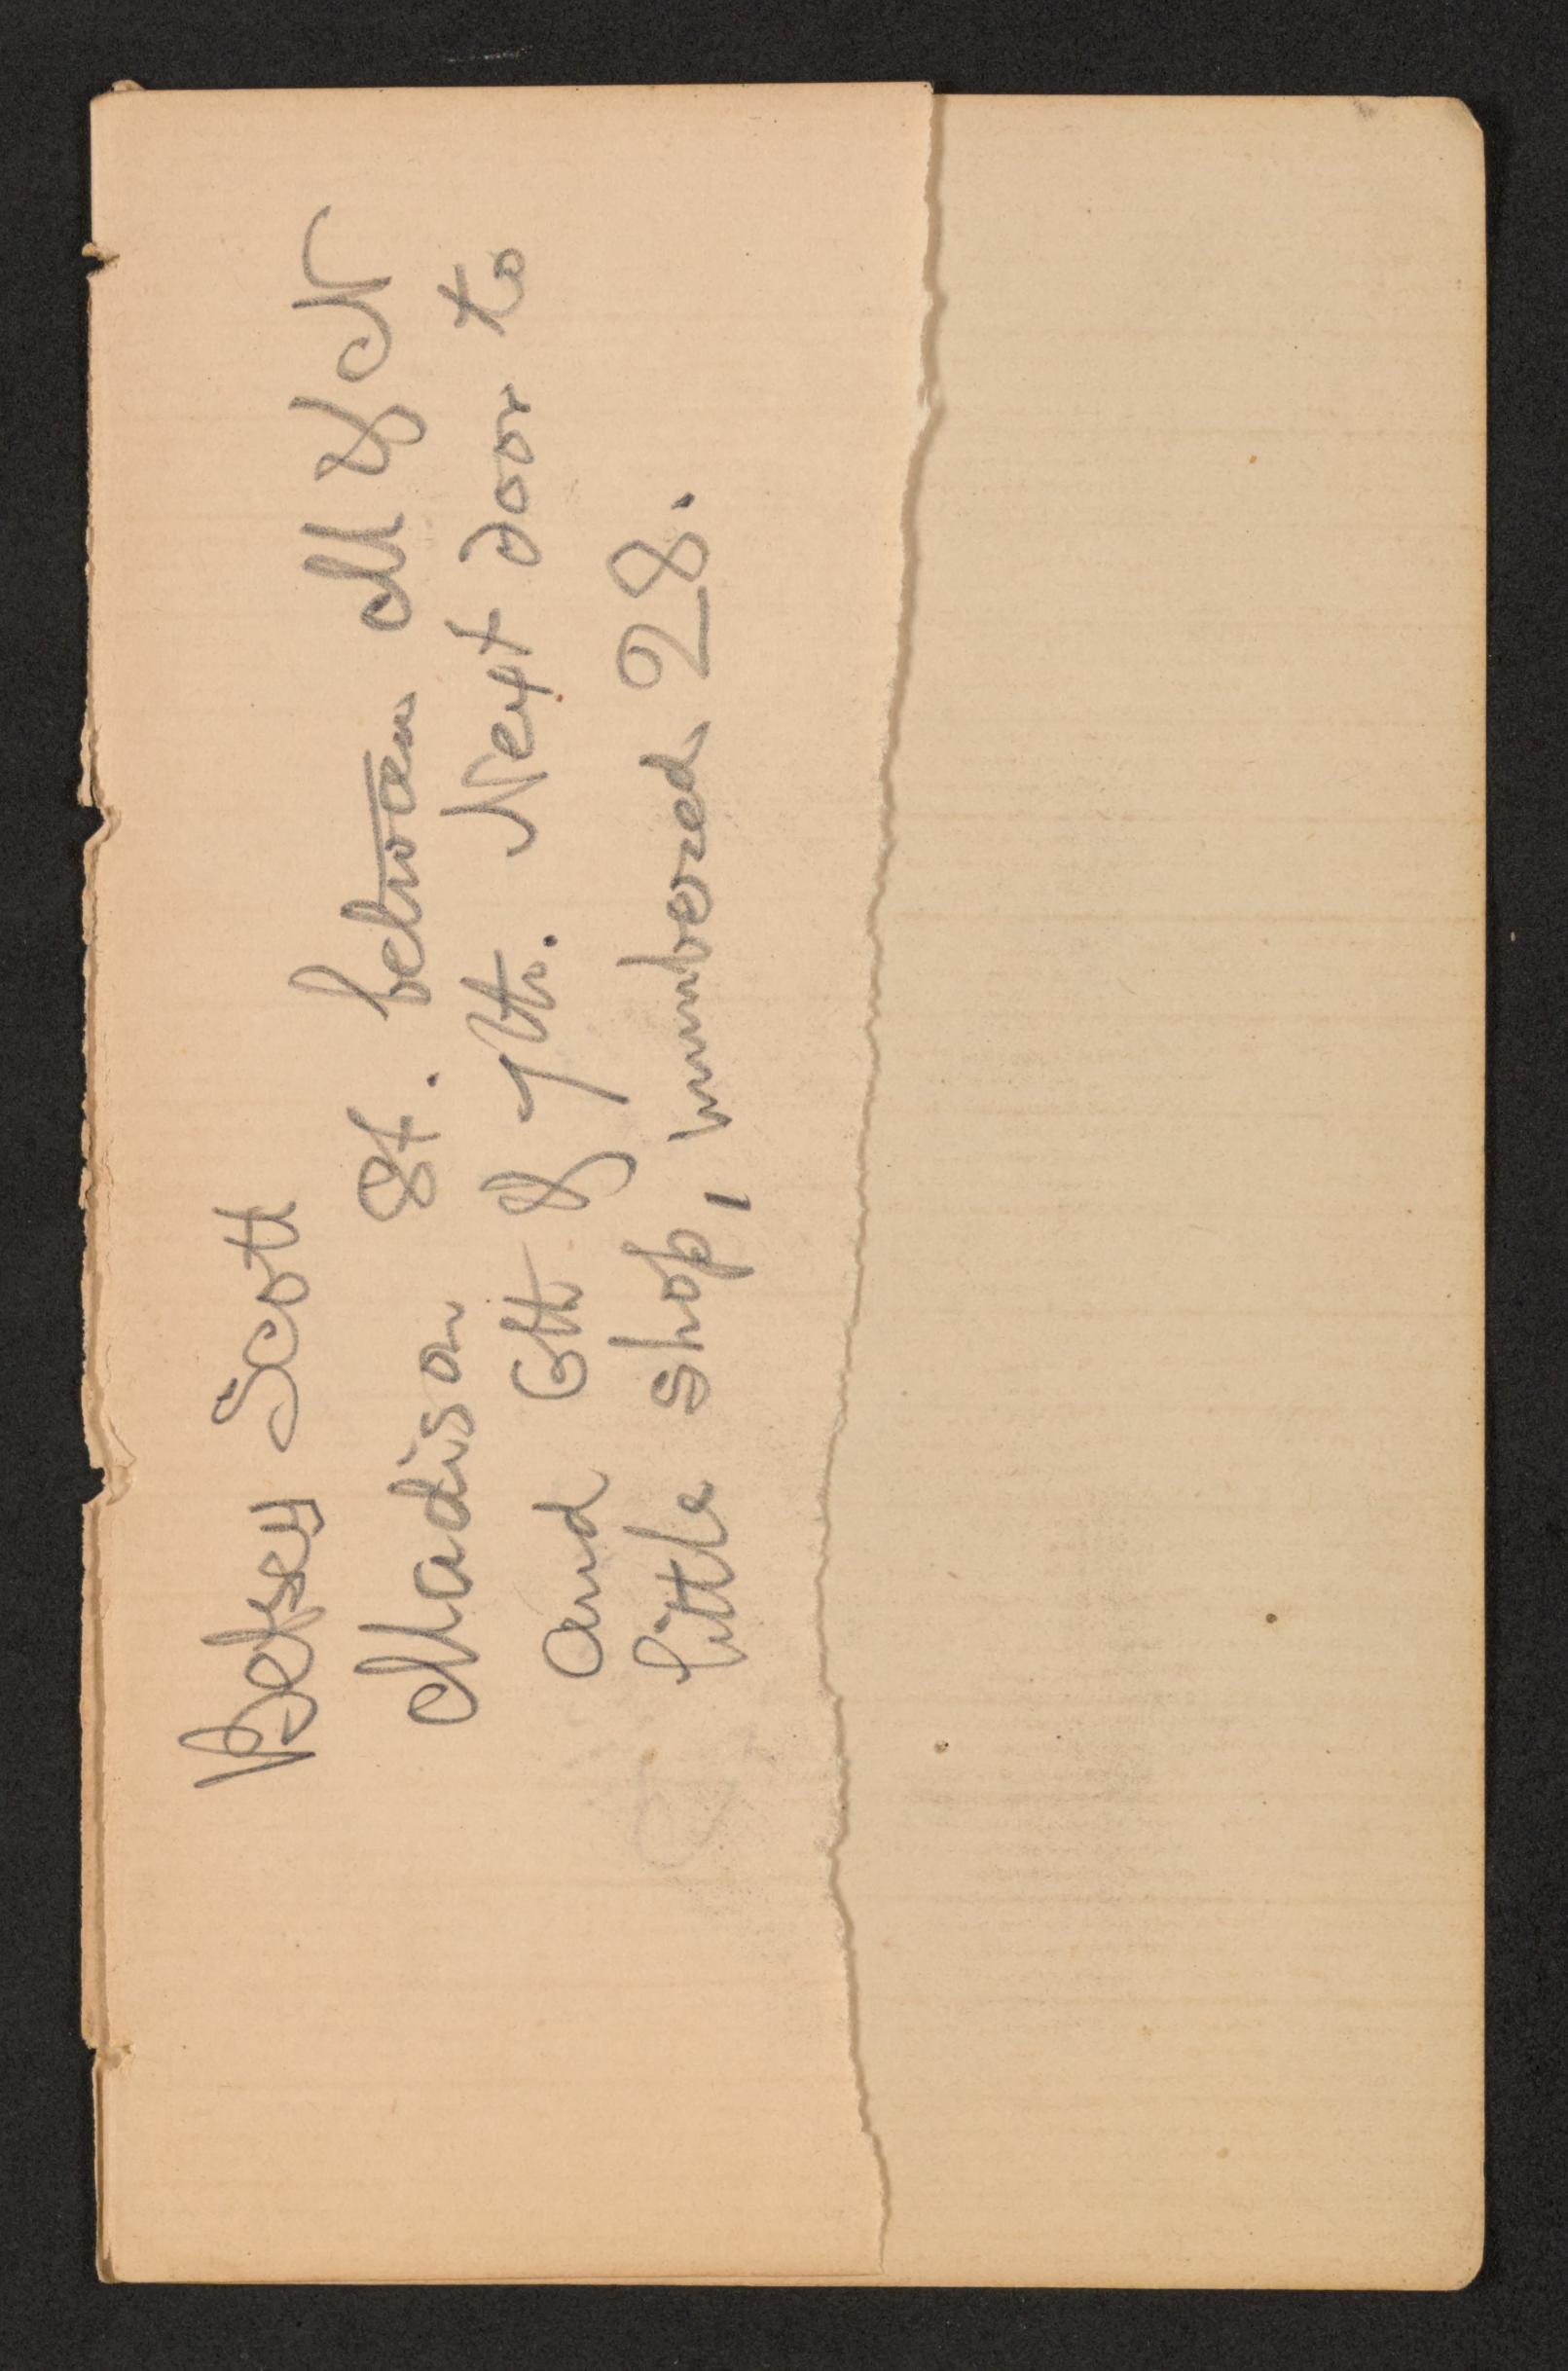 Betsey Scott
Madison St. between M & N
and 6th & 7th. Next door to
little shop, numbered 28.